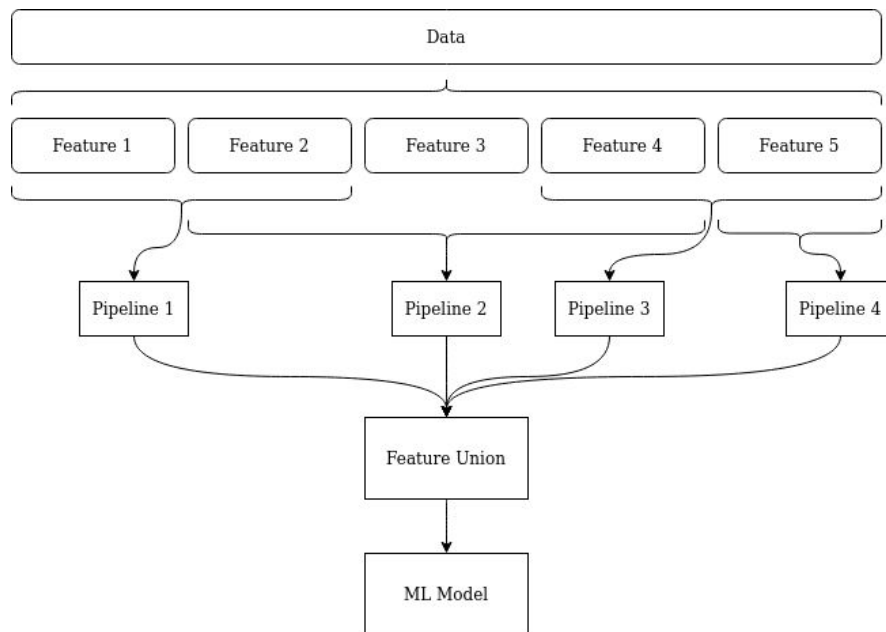 Data
Feature 1
Feature 2
Feature 3
Feature 4
Feature 5
Pipeline 1
Pipeline 2
Pipeline 3
Pipeline 4
Feature Union
ML Model